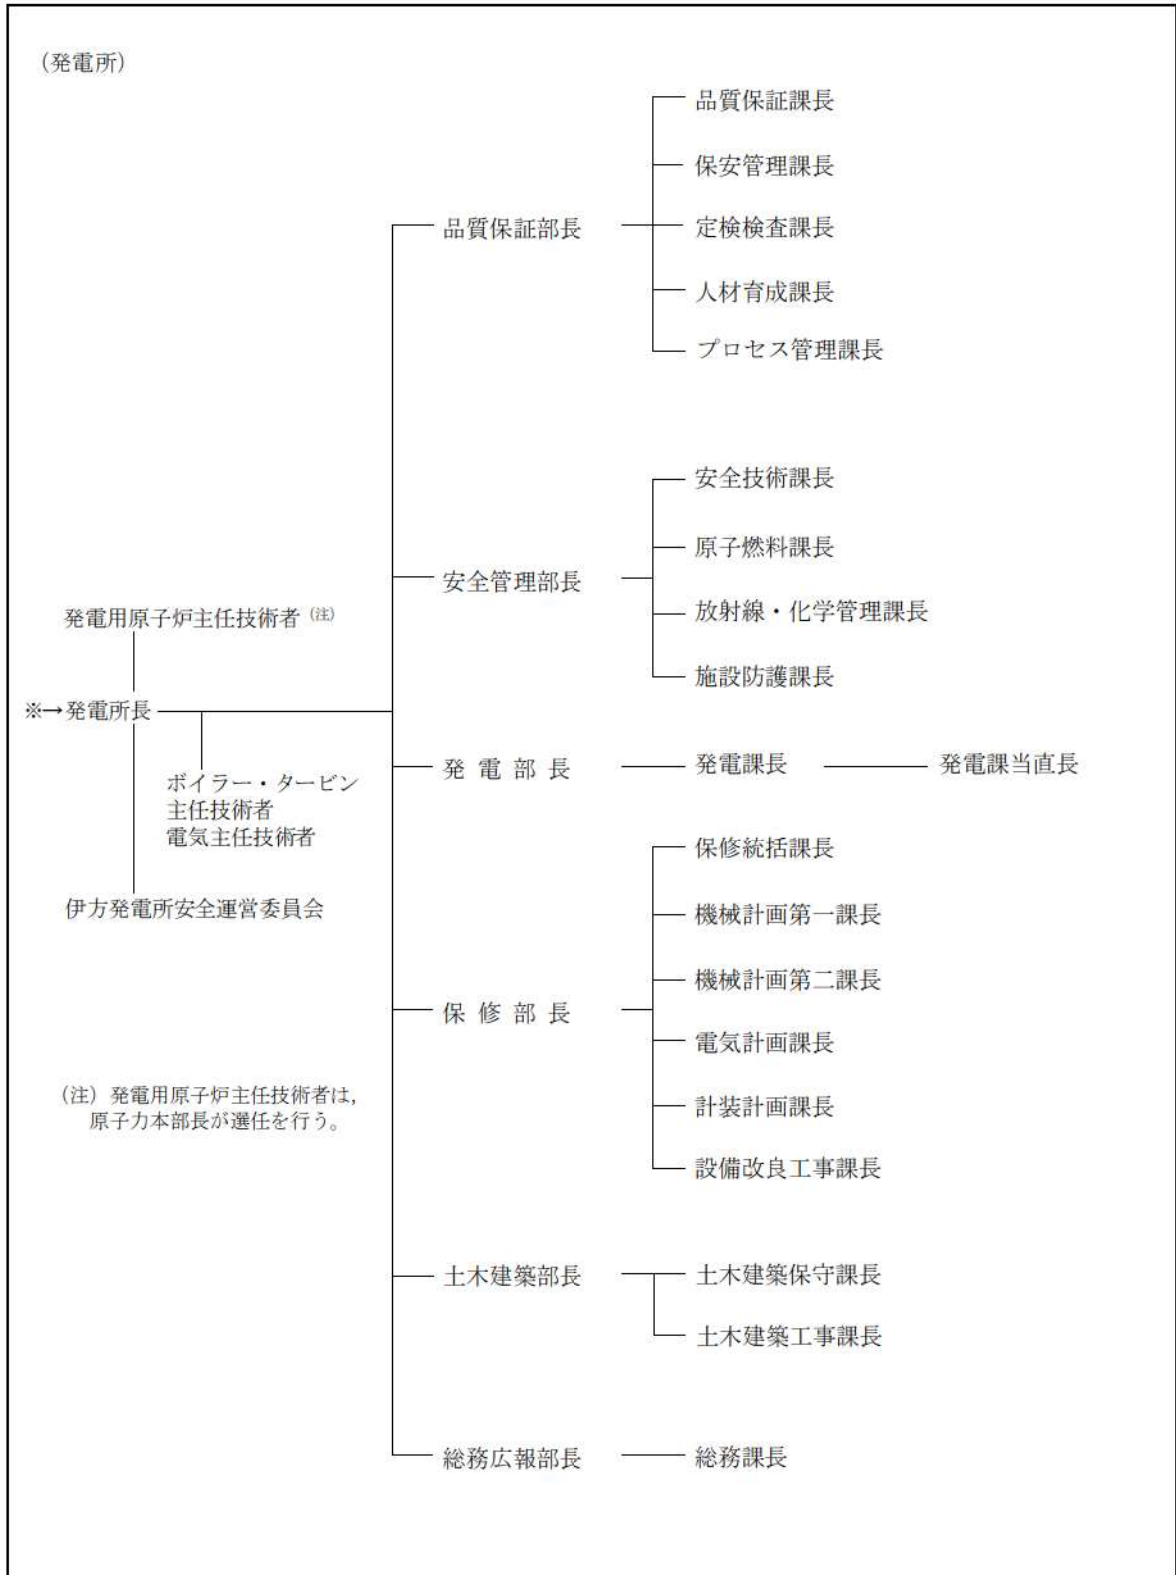 (発電所)
品質保証課長
保安管理課長
品質保証部長
定検検査課長
人材育成課長
プロセス管理課長
安全技術課長
原子燃料課長
安全管理部長
放射線・化学管理課長
施設防護課長
発電用原子炉主任技術者 (注)
※→発電所長
ボイラー・タービン
主任技術者
電気主任技術者
伊方発電所安全運営委員会
発電部長
発電課長
発電課当直長
保修統括課長
機械計画第一課長
機械計画第二課長
保修部長
電気計画課長
計装計画課長
設備改良工事課長
(注) 発電用原子炉主任技術者は,
原子力本部長が選任を行う。
土木建築部長
土木建築保守課長
土木建築工事課長
総務広報部長
総務課長